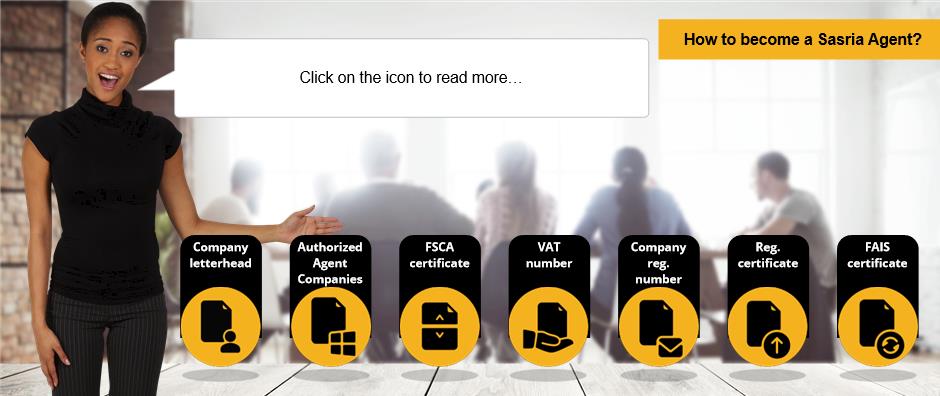 How to become a Sasria Agent?
Click on the icon to read more…
Company
letterhead
Authorized
Agent
Companies
FSCA
certificate
VAT
number
Company
reg.
number
Reg.
certificate
FAIS
certificate